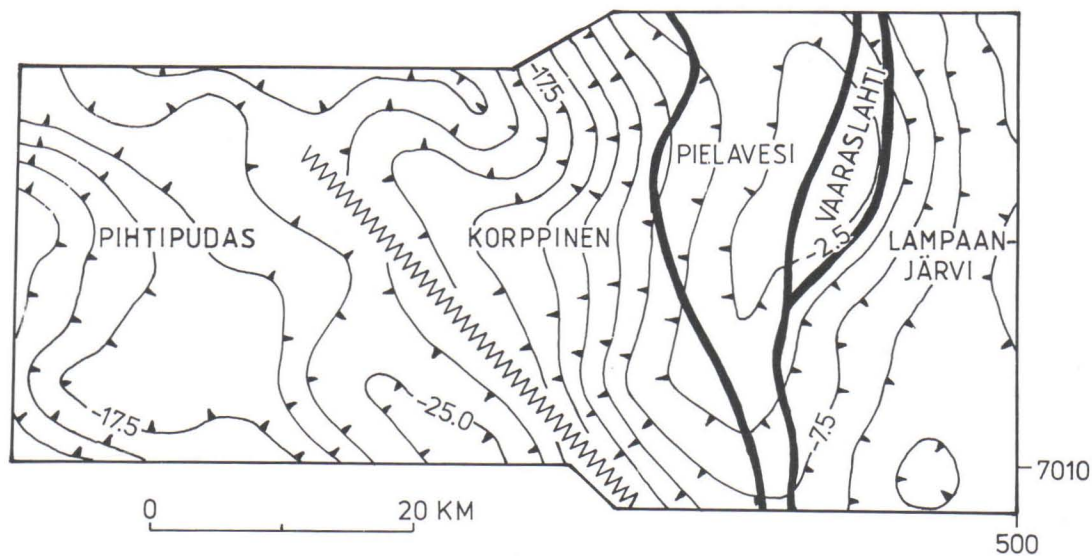 -17.5
PIELAVESI
VAARASLAHTI
PIHTIPUDAS
KORPPINEN
-2.5
LAMPAAN-
JÄRVI
-17.5
-25.0
-7.5
7010
0 20 KM
500